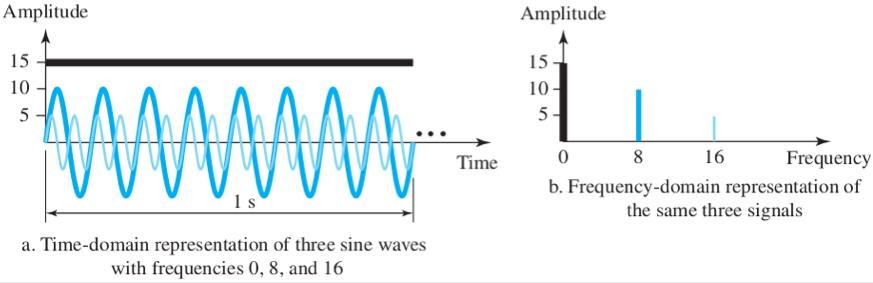 Amplitude
15
10
5
Time
1 s
a. Time-domain representation of three sine waves
with frequencies 0, 8, and 16
Amplitude
15
10
5
0 8 16 Frequency
b. Frequency-domain representation of
the same three signals